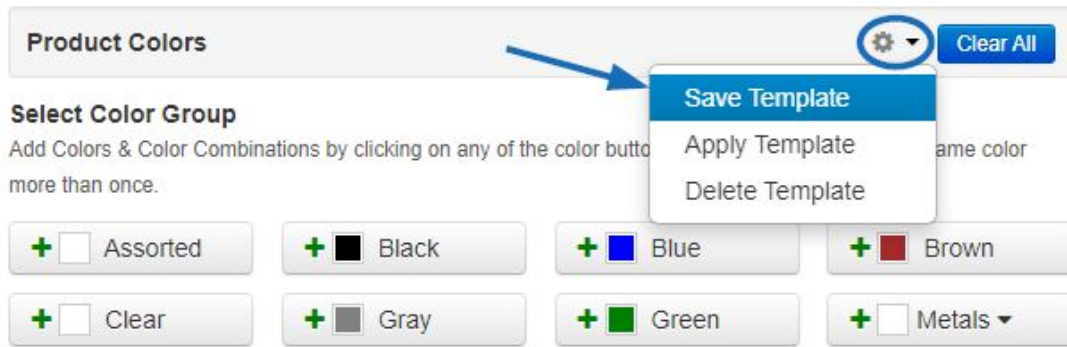 Product Colors
Clear All
Save Template
Apply Template
Delete Template
Select Color Group
Add Colors & Color Combinations by clicking on any of the color ame color
more than once.
Assorted Black Blue Brown
Clear Gray Green Metals